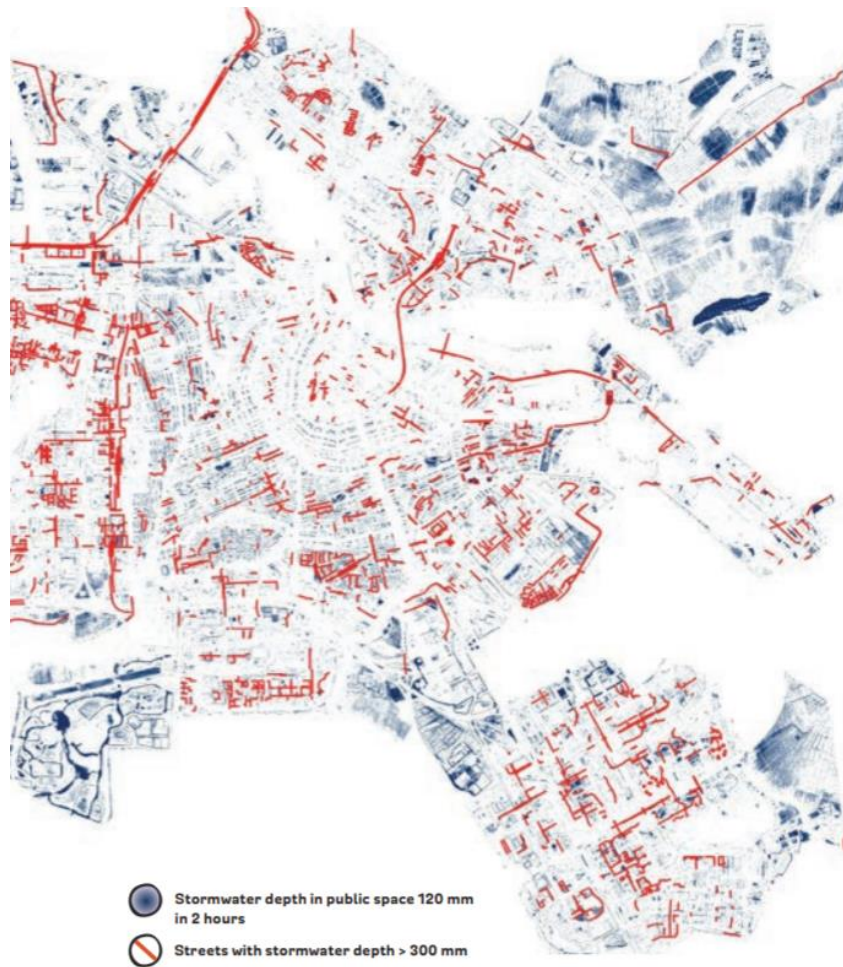 Stormwater depth in public space 120 mm
in 2 hours
Streets with stormwater depth > 300 mm